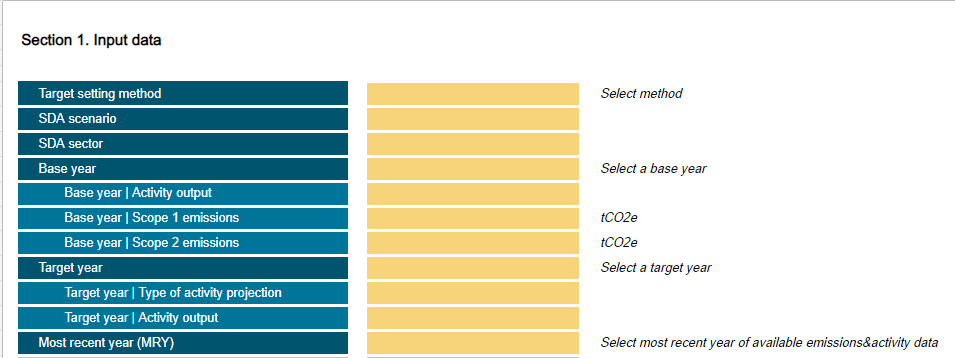 Section 1. Input data
Target setting method Select method
SDA scenario
SDA sector
Base year Select a base year
Base year | Activity output
Base year | Scope 1 emissions tCO2e
Base year | Scope 2 emissions tCO2e
Target year Select a target year
Target year | Type of activity projection
Target year | Activity output
Most recent year (MRY) Select most recent year of available emissions&activity data